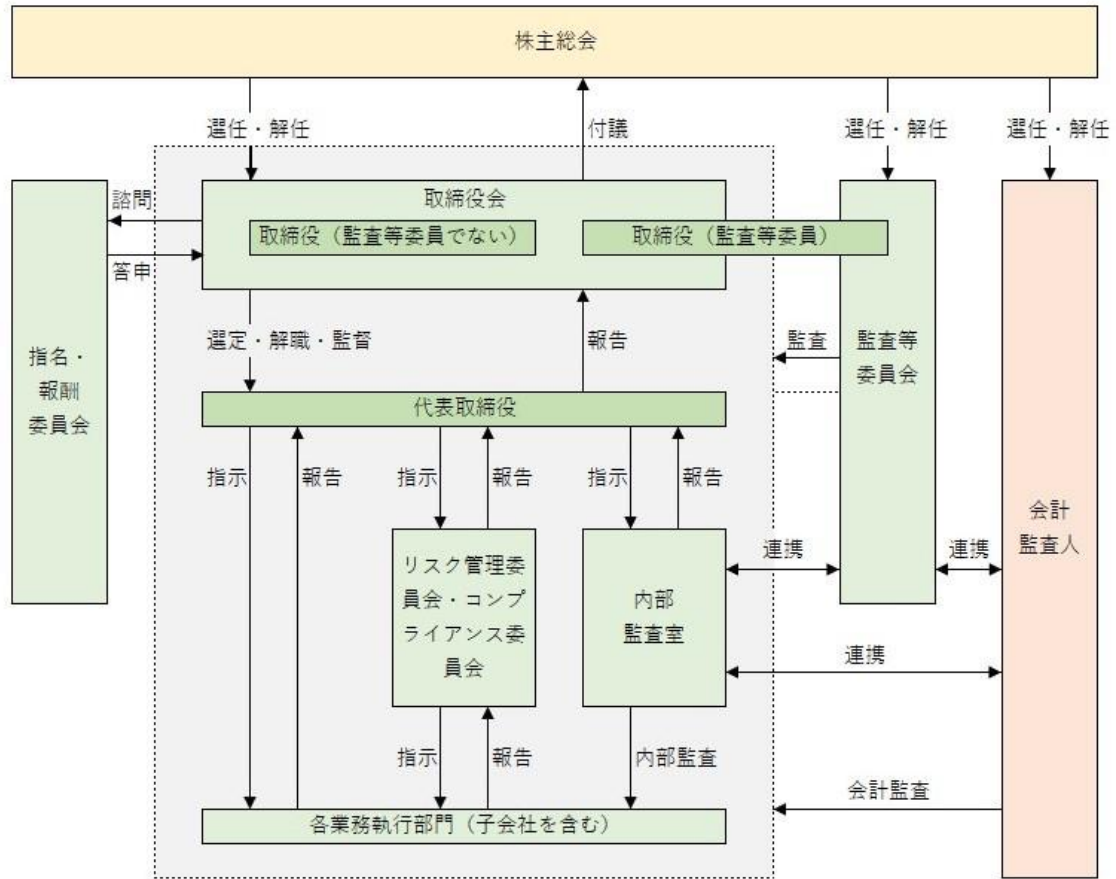 株主総会
選任・解任
付議
選任・解任
選任・解任
諮問
取締役会
取締役（監査等委員でない）
取締役（監査等委員）
答申
選定・解職・監督
報告
監査
監査等
委員会
指名・
報酬
委員会
代表取締役
指示
報告
指示
報告
指示
報告
会計
監査人
リスク管理委
員会・コンプ
ライアンス委
員会
内部
監査室
連携
連携
連携
指示
報告
内部監査
会計監査
各業務執行部門（子会社を含む）